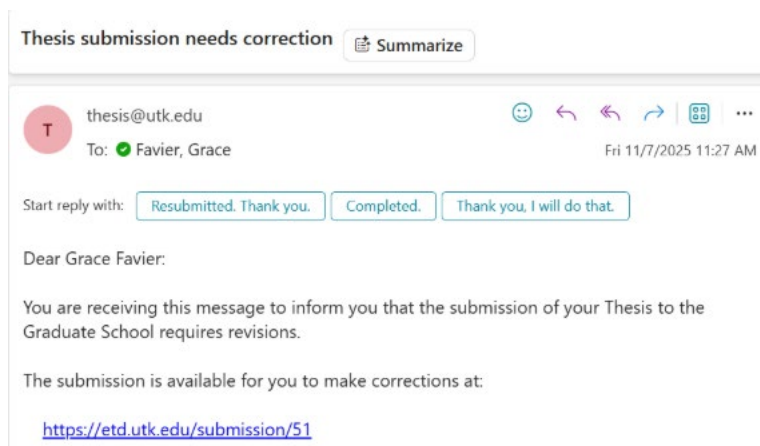 Thesis submission needs correction
Summarize
T
thesis@utk.edu
To: Favier, Grace
Fri 11/7/2025 11:27 AM
Start reply with:
Resubmitted. Thank you.
Completed.
Thank you, I will do that.
Dear Grace Favier:
You are receiving this message to inform you that the submission of your Thesis to the
Graduate School requires revisions.
The submission is available for you to make corrections at:
https://etd.utk.edu/submission/51